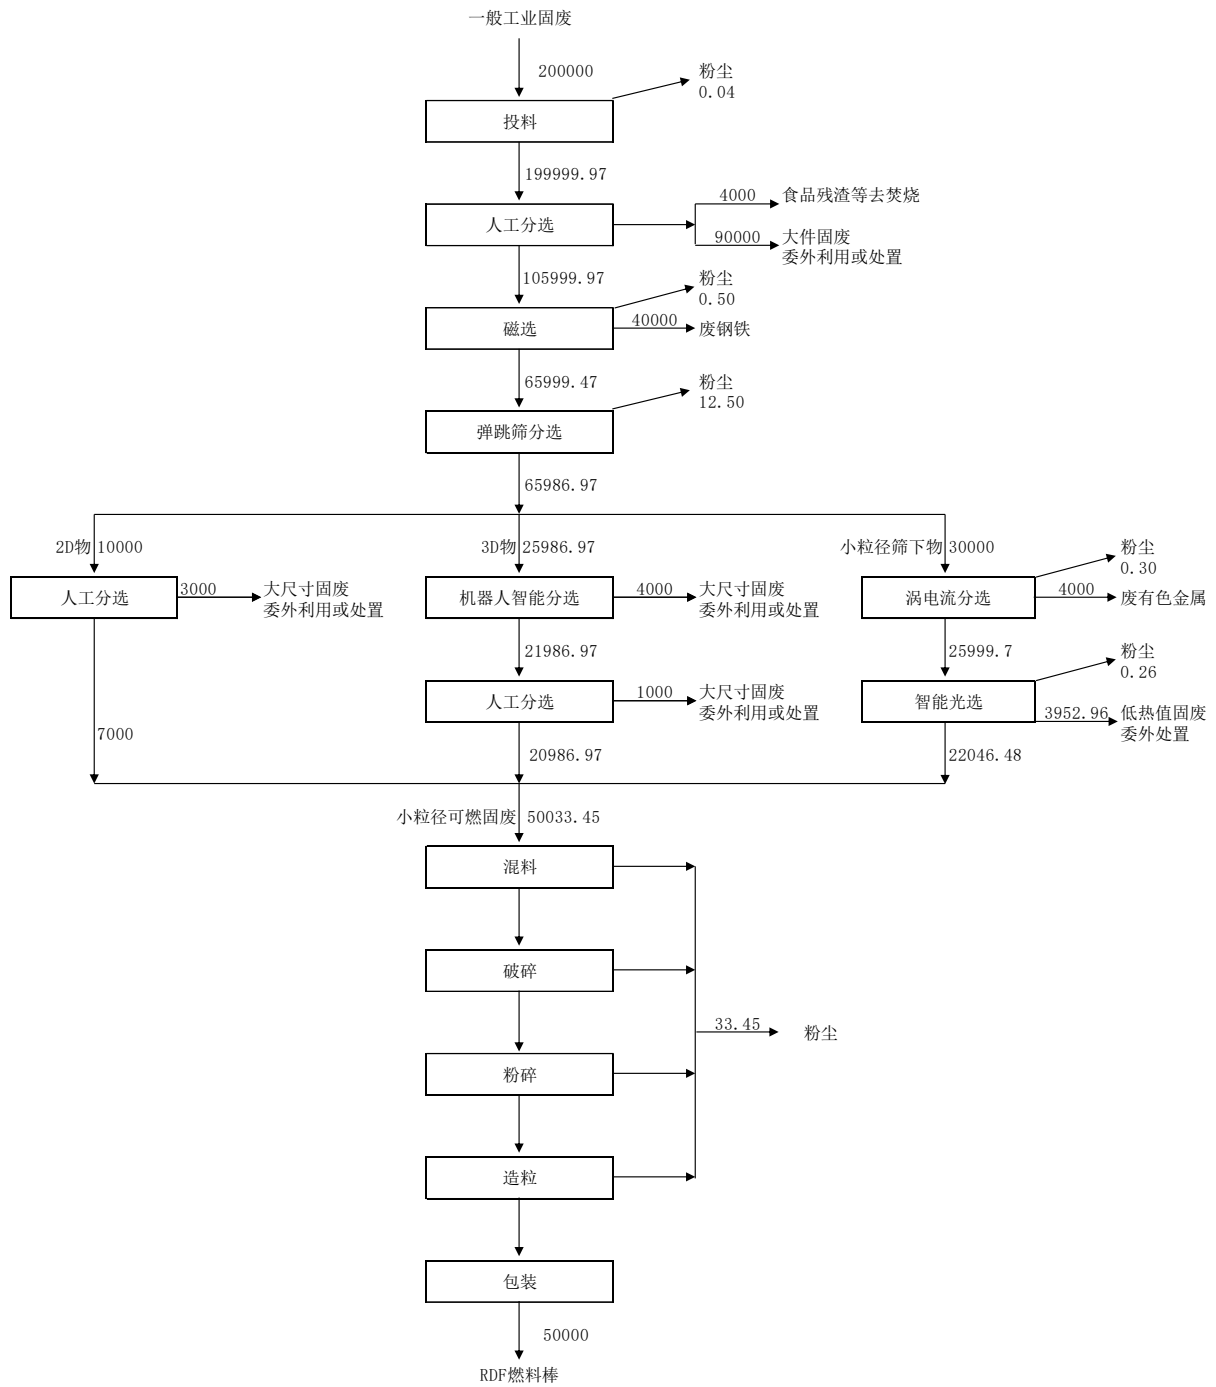 一般工业固废
200000
粉尘
0.04
投料
199999.97
人工分选
4000
食品残渣等去焚烧
90000
大件固废
委外利用或处置
105999.97
粉尘
0.50
磁选
40000
废钢铁
65999.47
粉尘
12.50
弹跳筛分选
65986.97
2D物 10000
3D物 25986.97
小粒径筛下物 30000
粉尘
0.30
人工分选
3000
大尺寸固废
委外利用或处置
机器人智能分选
4000
大尺寸固废
委外利用或处置
涡电流分选
4000
废有色金属
21986.97
25999.7
粉尘
0.26
人工分选
1000
大尺寸固废
委外利用或处置
智能光选
3952.96
低热值固废
委外处置
7000
20986.97
22046.48
小粒径可燃固废 50033.45
混料
破碎
33.45
粉尘
粉碎
造粒
包装
50000
RDF燃料棒